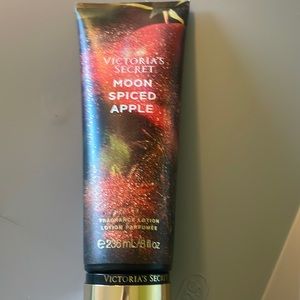 VICTORIA'S
SECRET
MOON
SPICED
APPLE
FRAGRANCE LOTION
LOTION PARFUMÉE
℮ 236 mL/8 fl oz
VICTORIA'S SECRET